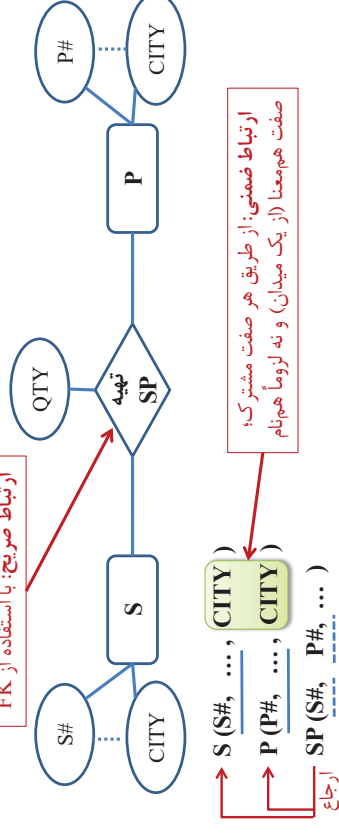 ارتباط صریح: با استفاده از FK
S#
CITY
S
QTY
تهیه
SP
P
P#
CITY
S (S#, … , CITY )
P (P#, …, CITY )
SP (S#, P#, … )
ارجاع
ارتباط ضمنی: از طریق هر صفت مشترک؛
صفت هم‌معنا (از یک میدان) و نه لزوماً هم‌نام